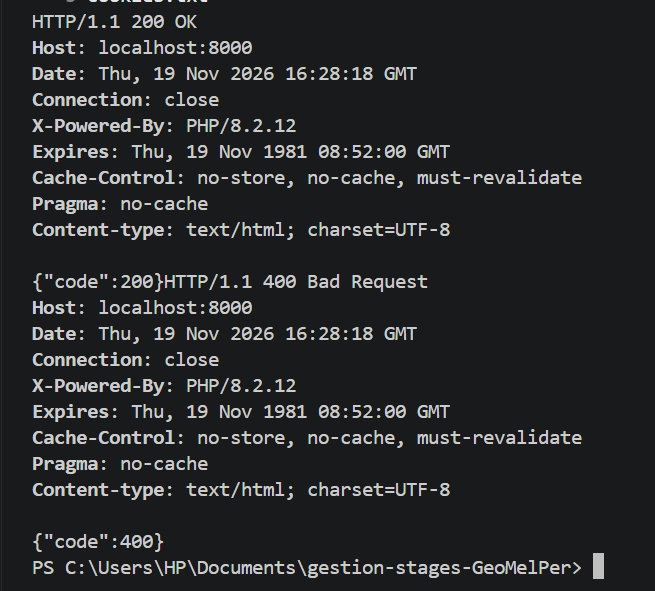 HTTP/1.1 200 OK
Host: localhost:8000
Date: Thu, 19 Nov 2026 16:28:18 GMT
Connection: close
X-Powered-By: PHP/8.2.12
Expires: Thu, 19 Nov 1981 08:52:00 GMT
Cache-Control: no-store, no-cache, must-revalidate
Pragma: no-cache
Content-type: text/html; charset=UTF-8
{"code":200}HTTP/1.1 400 Bad Request
Host: localhost:8000
Date: Thu, 19 Nov 2026 16:28:18 GMT
Connection: close
X-Powered-By: PHP/8.2.12
Expires: Thu, 19 Nov 1981 08:52:00 GMT
Cache-Control: no-store, no-cache, must-revalidate
Pragma: no-cache
Content-type: text/html; charset=UTF-8
{"code":400}
PS C:\Users\HP\Documents\gestion-stages-GeoMelPer>